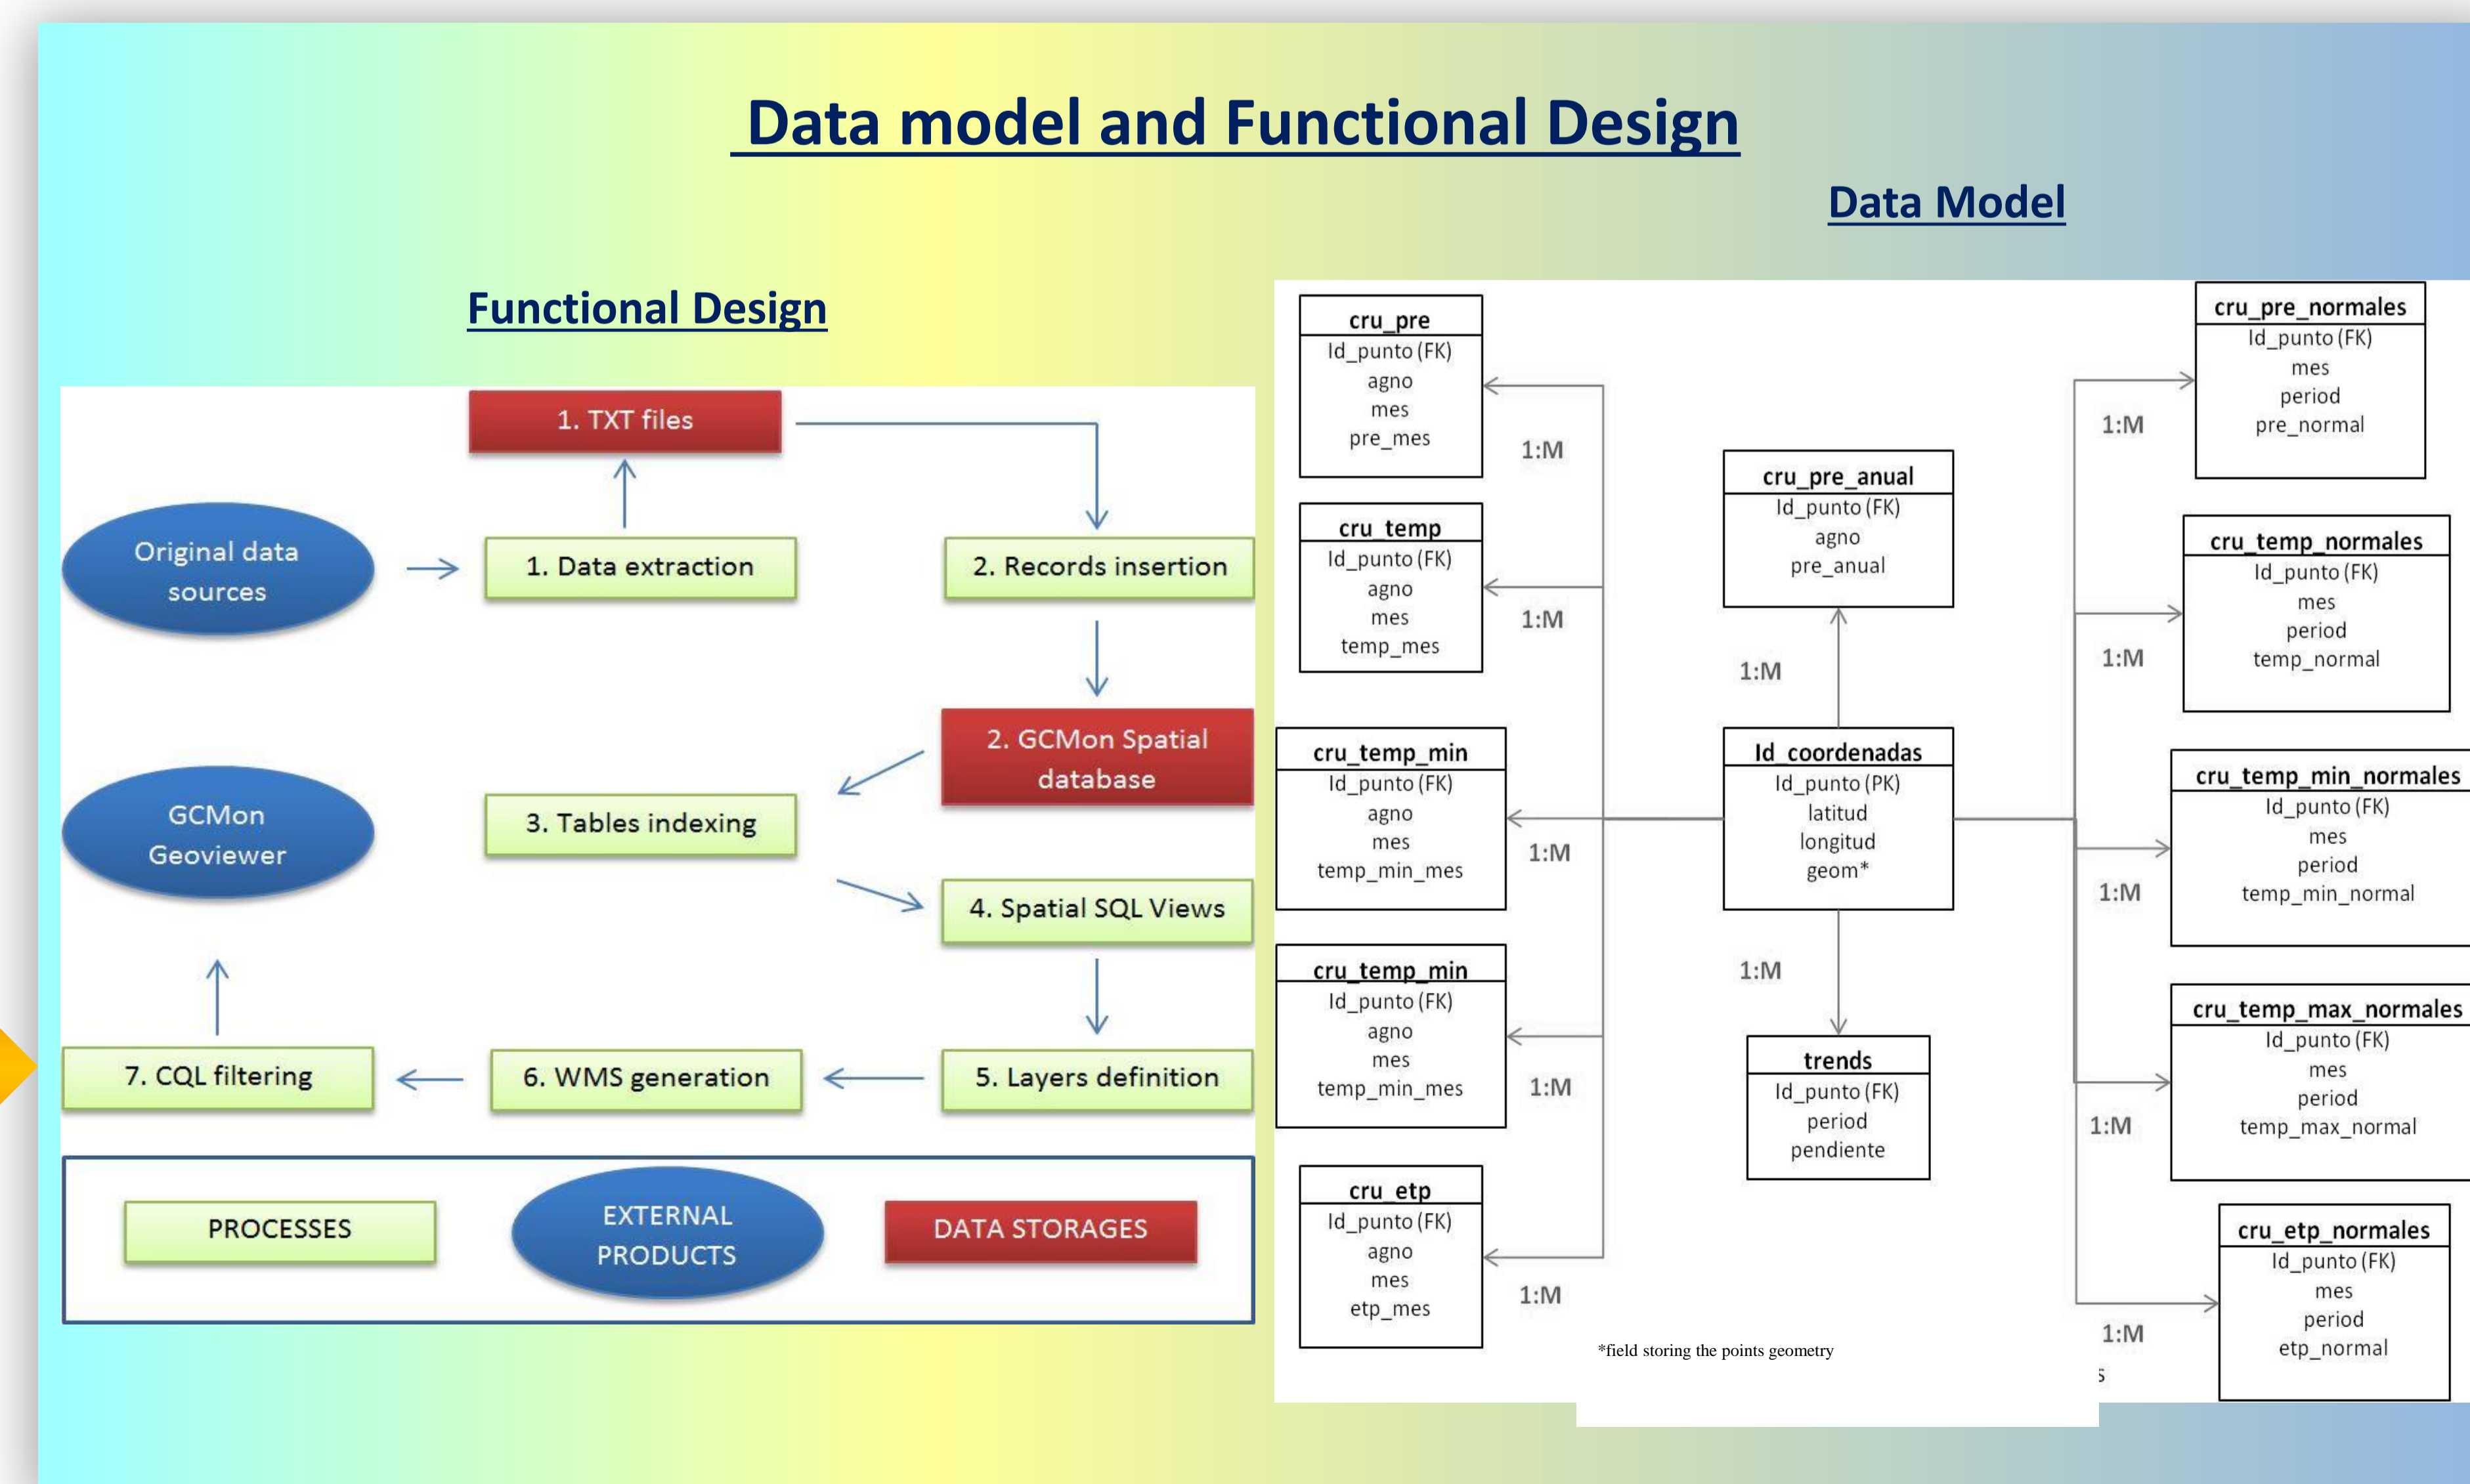 Data model and Functional Design
Data Model
Functional Design
1. TXT files
Original data
sources
1. Data extraction
2. Records insertion
2. GCMon Spatial
database
GCMon
Geoviewer
3. Tables indexing
4. Spatial SQL Views
7. CQL filtering
6. WMS generation
5. Layers definition
PROCESSES
EXTERNAL
PRODUCTS
DATA STORAGES
cru_pre
Id_punto (FK)
agno
mes
pre_mes
1:M
cru_temp
Id_punto (FK)
agno
mes
temp_mes
1:M
cru_temp_min
Id_punto (FK)
agno
mes
temp_min_mes
1:M
cru_temp_min
Id_punto (FK)
agno
mes
temp_min_mes
1:M
cru_etp
Id_punto (FK)
agno
mes
etp_mes
1:M
cru_pre_anual
Id_punto (FK)
agno
pre_anual
1:M
Id_coordenadas
Id_punto (PK)
latitud
longitud
geom*
1:M
trends
Id_punto (FK)
period
pendiente
*field storing the points geometry
cru_pre_normales
Id_punto (FK)
mes
period
pre_normal
1:M
cru_temp_normales
Id_punto (FK)
mes
period
temp_normal
1:M
cru_temp_min_normales
Id_punto (FK)
mes
period
temp_min_normal
1:M
cru_temp_max_normales
Id_punto (FK)
mes
period
temp_max_normal
1:M
cru_etp_normales
Id_punto (FK)
mes
period
etp_normal
1:M